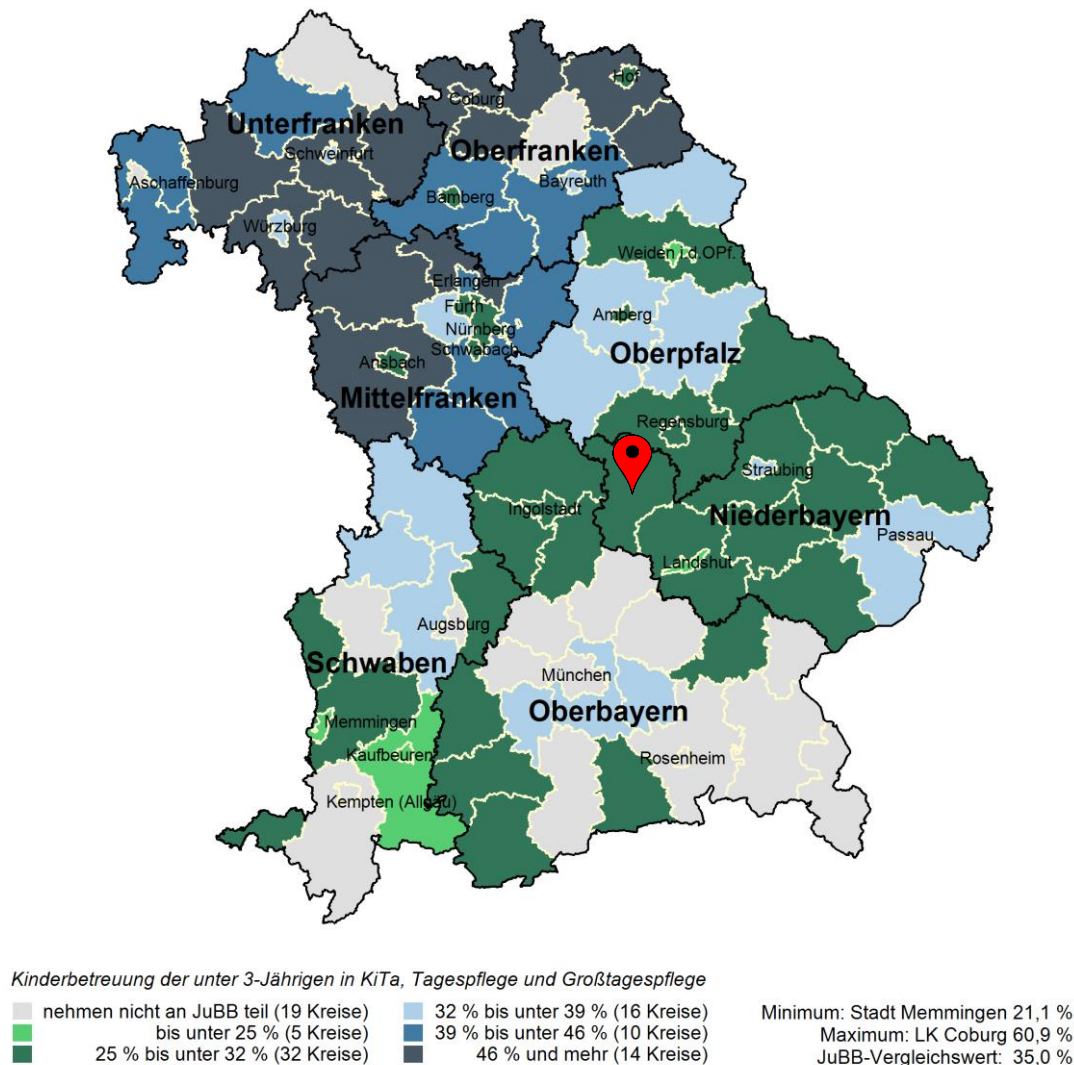 Hof
Coburg
Unterfranken
Oberfranken
Schweinfurt
Bayreuth
Aschaffenburg
Bamberg
Würzburg
Weiden i.d.OPf.
Erlangen
Fürth
Amberg
Nürnberg
Schwabach
Oberpfalz
Ansbach
Mittelfranken
Regensburg
Straubing
Ingolstadt
Niederbayern
Passau
Landshut
Augsburg
Schwaben
München
Oberbayern
Memmingen
Kaufbeuren
Rosenheim
Kempten (Allgäu)
Kinderbetreuung der unter 3-Jährigen in KiTa, Tagespflege und Großtagespflege
nehmen nicht an JuBB teil (19 Kreise)
bis unter 25 % (5 Kreise)
25 % bis unter 32 % (32 Kreise)
32 % bis unter 39 % (16 Kreise)
39 % bis unter 46 % (10 Kreise)
46 % und mehr (14 Kreise)
Minimum: Stadt Memmingen 21,1 %
Maximum: LK Coburg 60,9 %
JuBB-Vergleichswert: 35,0 %